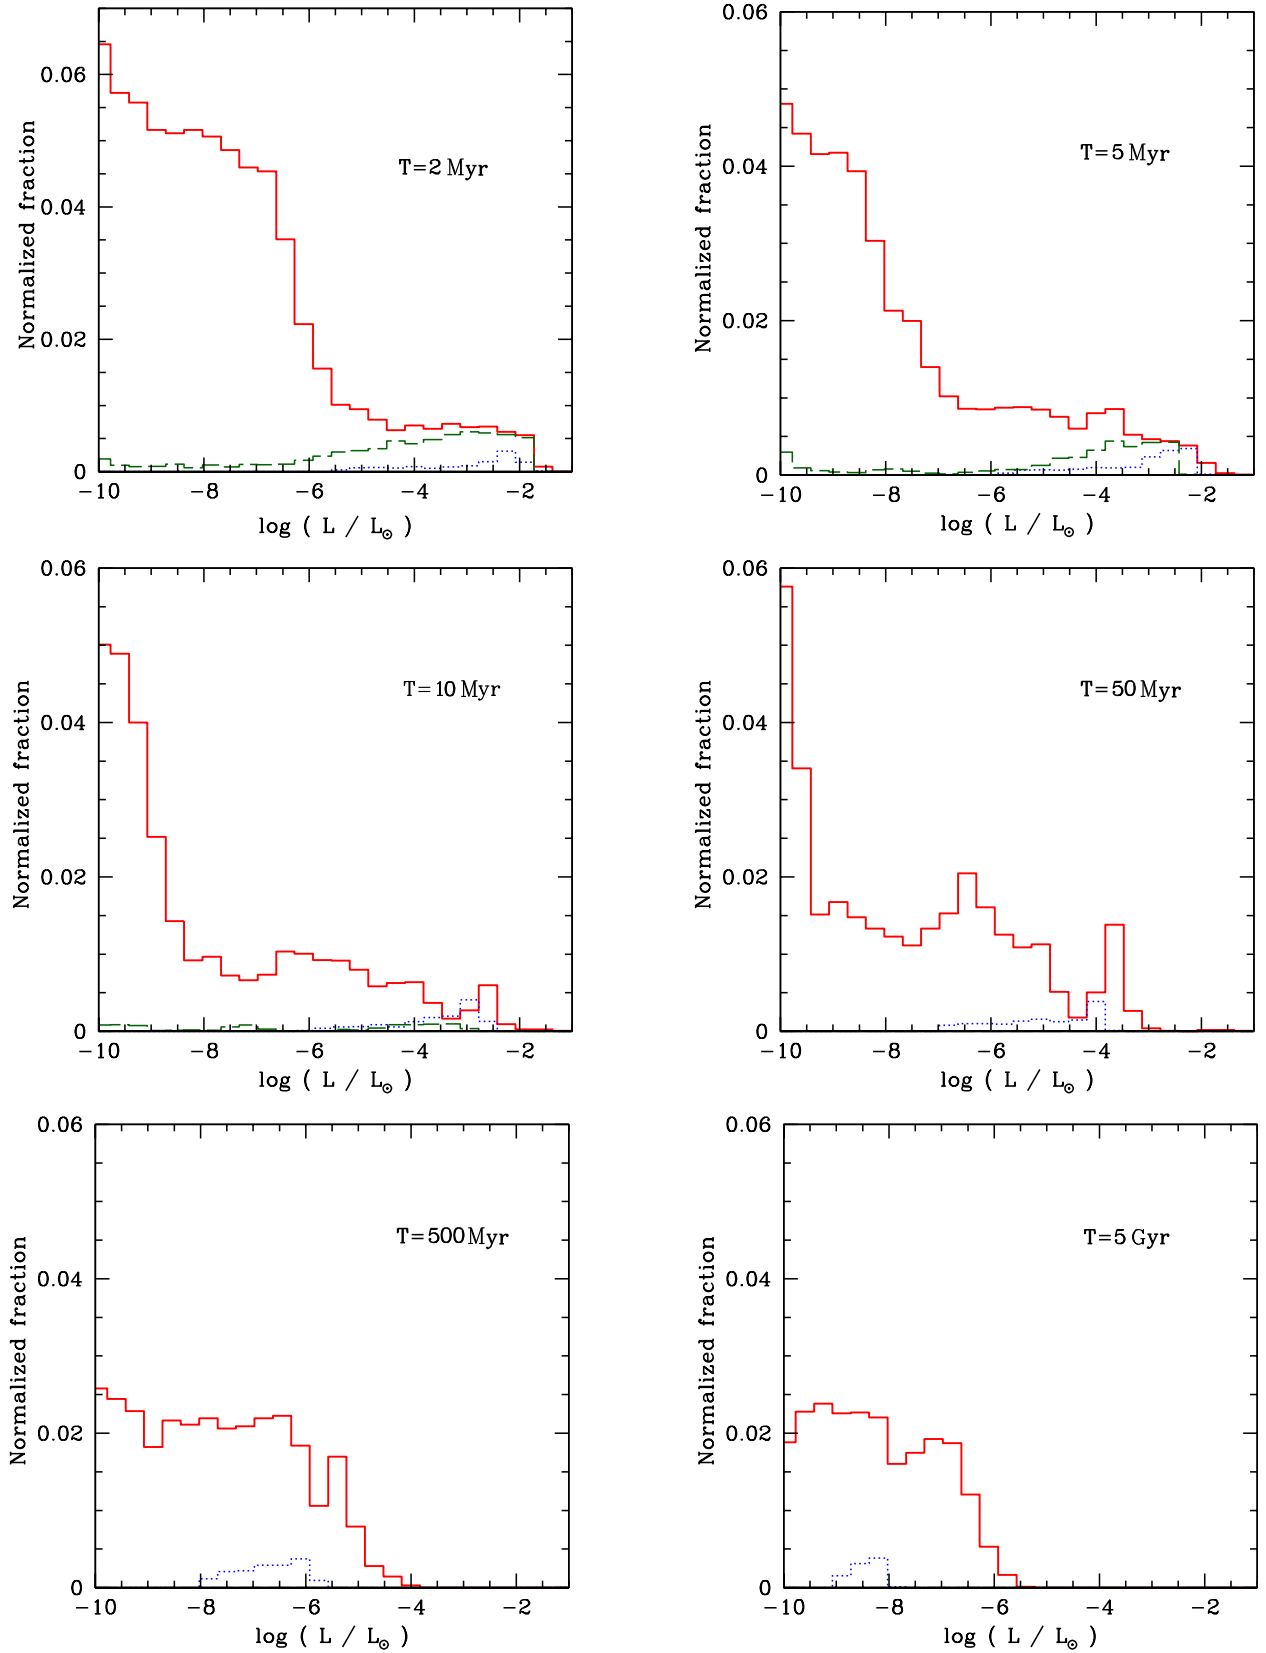 T=2 Myr
Normalized fraction
0.06
0.04
0.02
0
-10 -8 -6 -4 -2
log ( L / L⊙ )
T=5 Myr
Normalized fraction
0.06
0.04
0.02
0
-10 -8 -6 -4 -2
log ( L / L⊙ )
T=10 Myr
Normalized fraction
0.06
0.04
0.02
0
-10 -8 -6 -4 -2
log ( L / L⊙ )
T=50 Myr
Normalized fraction
0.06
0.04
0.02
0
-10 -8 -6 -4 -2
log ( L / L⊙ )
T=500 Myr
Normalized fraction
0.06
0.04
0.02
0
-10 -8 -6 -4 -2
log ( L / L⊙ )
T=5 Gyr
Normalized fraction
0.06
0.04
0.02
0
-10 -8 -6 -4 -2
log ( L / L⊙ )